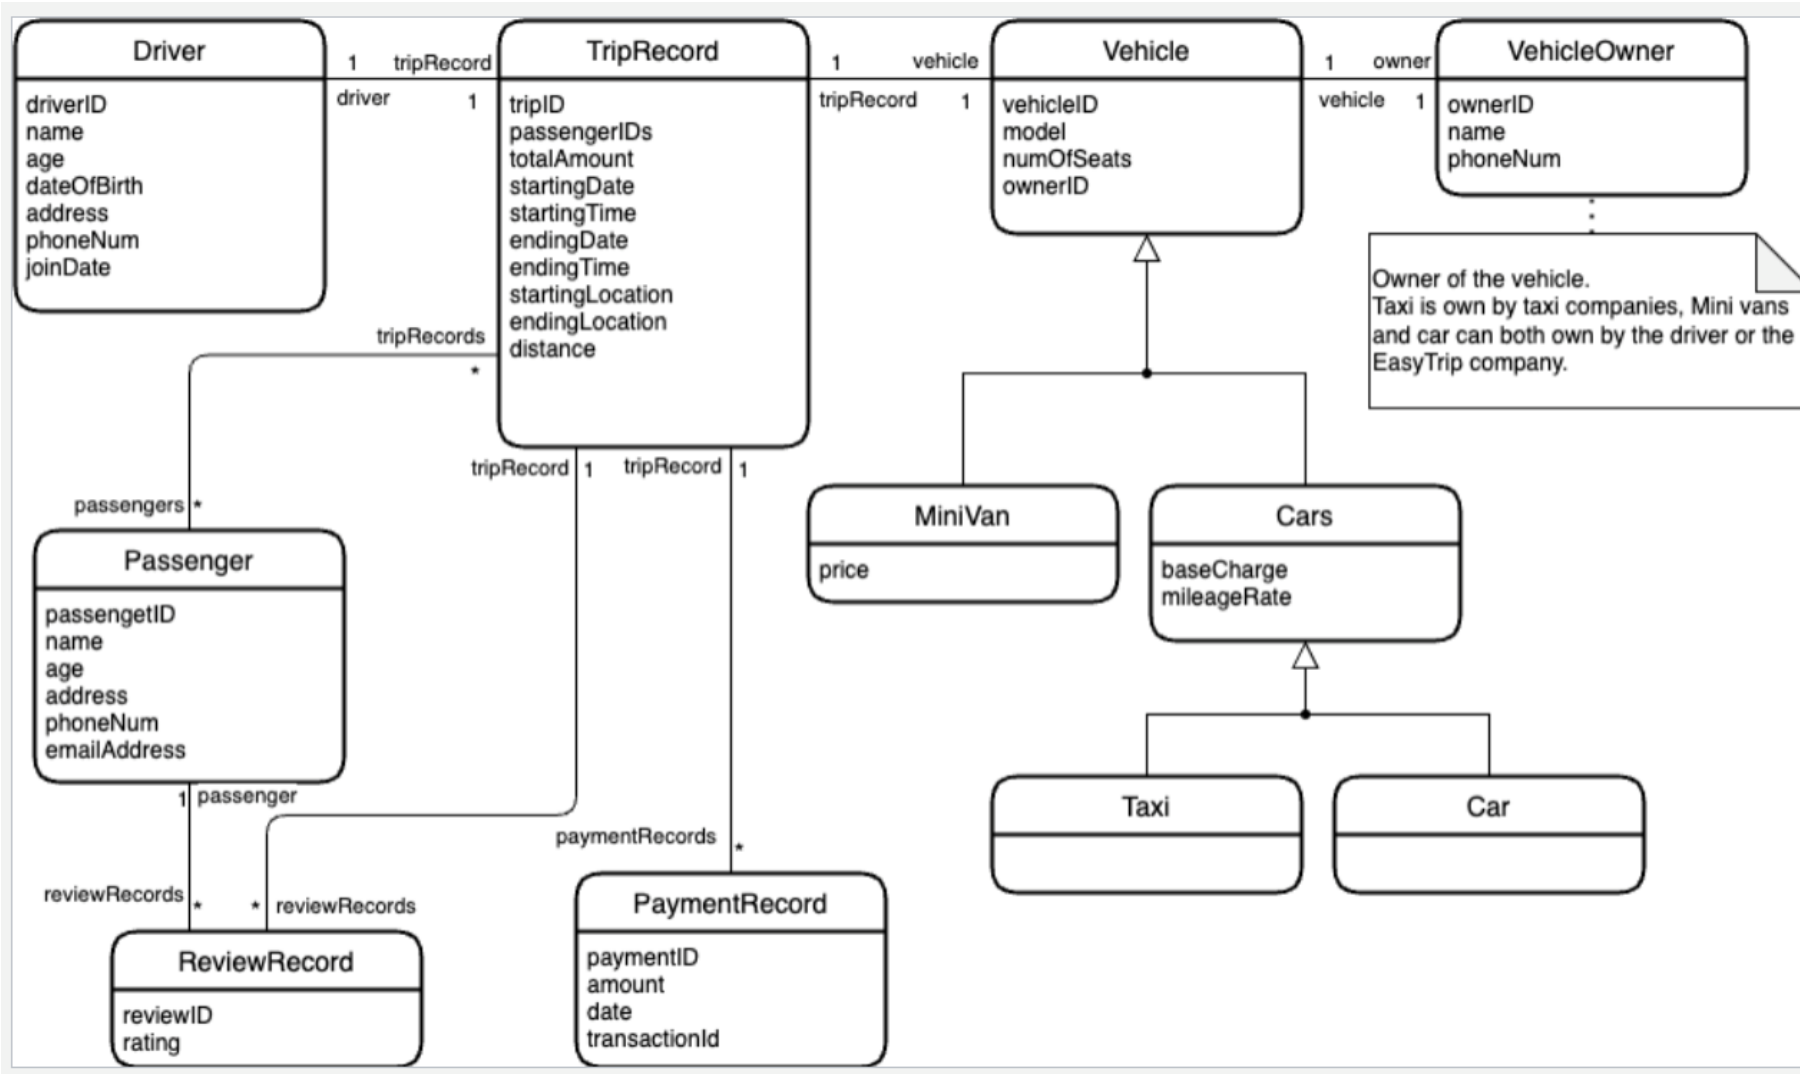 Driver
driverID
name
age
dateOfBirth
address
phoneNum
joinDate
1 tripRecord
driver 1
TripRecord
tripID
passengerIDs
totalAmount
startingDate
startingTime
endingDate
endingTime
startingLocation
endingLocation
distance
1 vehicle
tripRecord 1
Vehicle
vehicleID
model
numOfSeats
ownerID
1 owner
vehicle 1
VehicleOwner
ownerID
name
phoneNum
Owner of the vehicle.
Taxi is own by taxi companies, Mini vans
and car can both own by the driver or the
EasyTrip company.
tripRecords
*
passengers *
tripRecord 1
tripRecord 1
Passenger
passengetID
name
age
address
phoneNum
emailAddress
MiniVan
price
Cars
baseCharge
mileageRate
1 passenger
reviewRecords *
* reviewRecords
paymentRecords *
Taxi
Car
ReviewRecord
reviewID
rating
PaymentRecord
paymentID
amount
date
transactionId